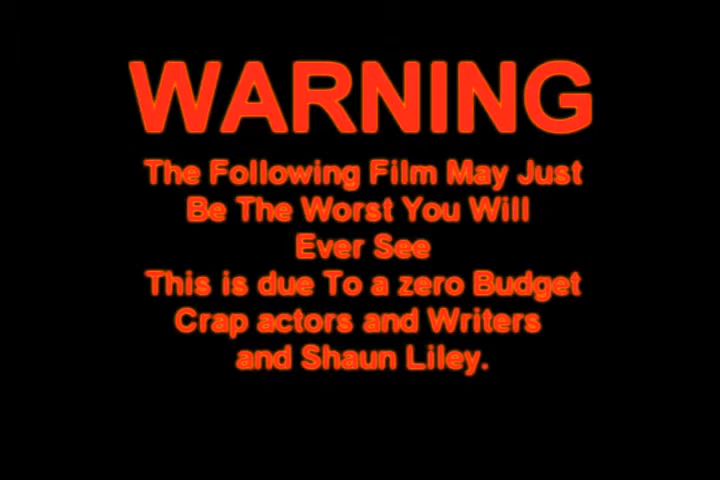 WARNING
The Following Film May Just
Be The Worst You Will
Ever See
This is due To a zero Budget
Crap actors and Writers
and Shaun Liley.